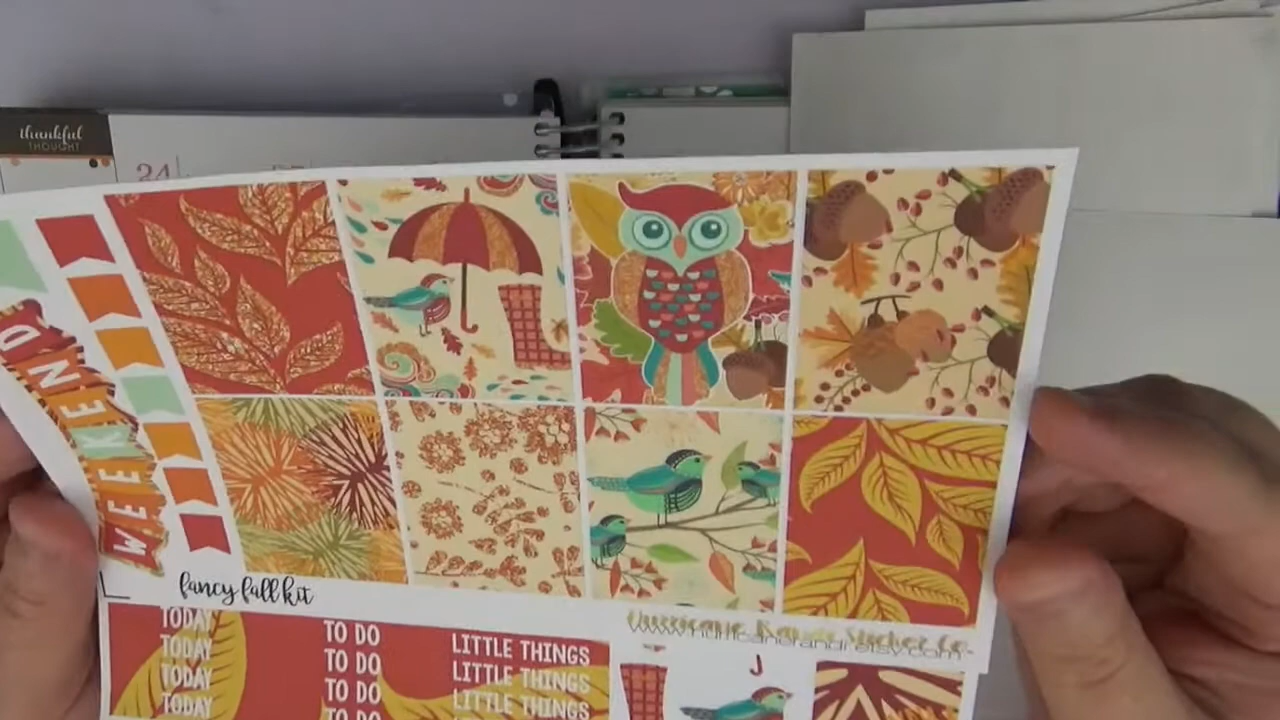 thankful
THOUGHT
34
WEEKEND
fancy fall kit
TODAY
TODAY
TODAY
TODAY
TO DO
TO DO
TO DO
TO DO
LITTLE THINGS
LITTLE THINGS
LITTLE THINGS
LITTLE THINGS
J